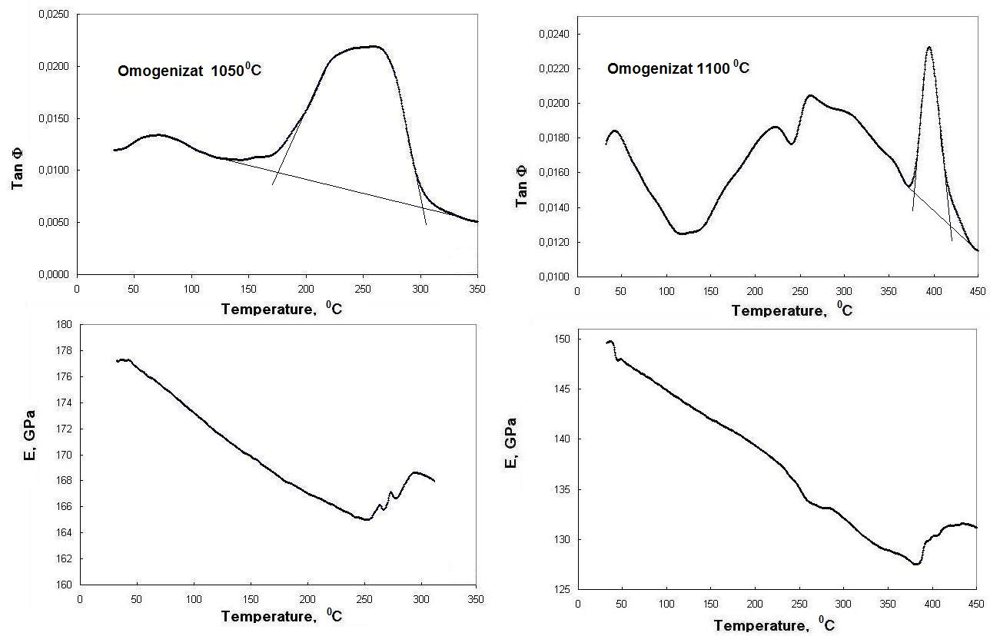 0,0250
0,0200
0,0150
0,0100
0,0050
0,0000
Tan Φ
Omogenizat 1050⁰C
0 50 100 150 200 250 300 350
Temperature, ⁰C
0,0240
0,0220
0,0200
0,0180
0,0160
0,0140
0,0120
0,0100
Tan Φ
Omogenizat 1100 ⁰C
0 50 100 150 200 250 300 350 400 450
Temperature, ⁰C
180
178
176
174
172
170
168
166
164
162
160
E, GPa
0 50 100 150 200 250 300 350
Temperature, ⁰C
150
145
140
135
130
125
E, GPa
0 50 100 150 200 250 300 350 400 450
Temperature, ⁰C